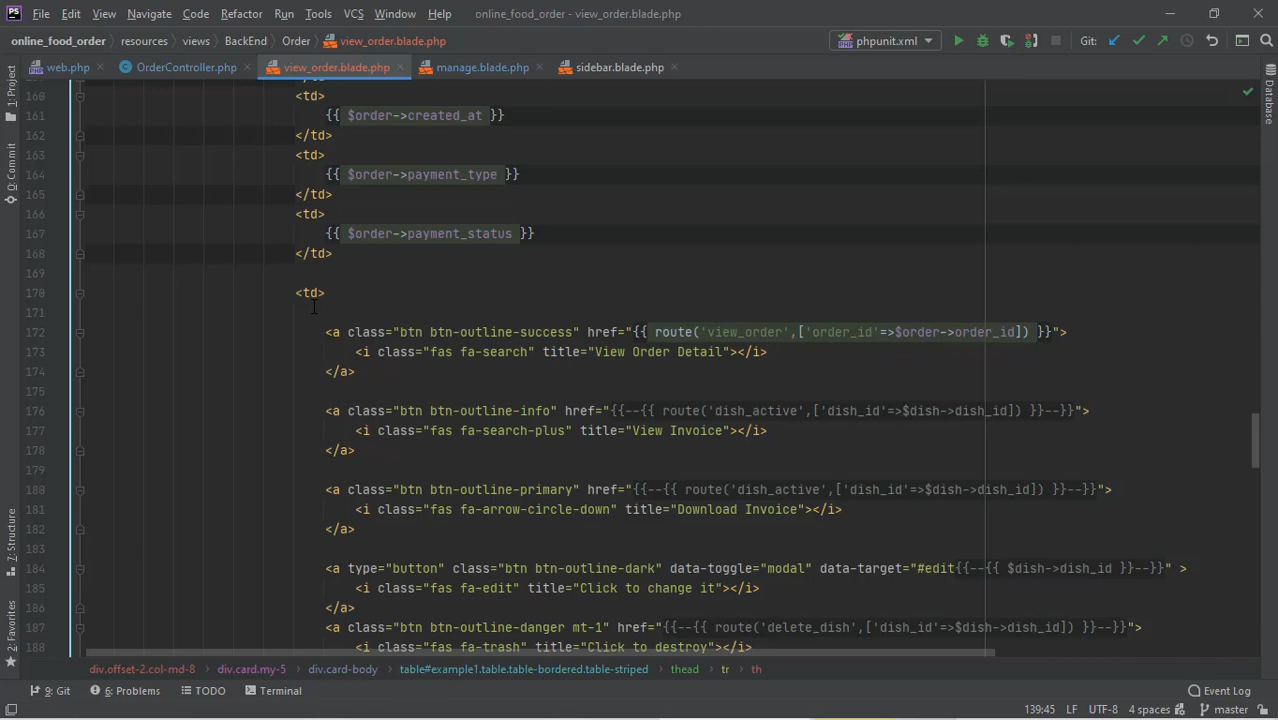 File Edit View Navigate Code Refactor Run Tools VCS Window Help online_food_order - view_order.blade.php
online_food_order resources views BackEnd Order view_order.blade.php phpunit.xml Git:
web.php OrderController.php view_order.blade.php manage.blade.php sidebar.blade.php
1: Project
0: Commit
7: Structure
2: Favorites
Database
160 <td>
161 {{ $order->created_at }}
162 </td>
163 <td>
164 {{ $order->payment_type }}
165 </td>
166 <td>
167 {{ $order->payment_status }}
168 </td>
169
170 <td>
171
172 <a class="btn btn-outline-success" href="{{ route('view_order',['order_id'=>$order->order_id]) }}">
173 <i class="fas fa-search" title="View Order Detail"></i>
174 </a>
175
176 <a class="btn btn-outline-info" href="{{--{{ route('dish_active',['dish_id'=>$dish->dish_id]) }}--}}">
177 <i class="fas fa-search-plus" title="View Invoice"></i>
178 </a>
179
180 <a class="btn btn-outline-primary" href="{{--{{ route('dish_active',['dish_id'=>$dish->dish_id]) }}--}}">
181 <i class="fas fa-arrow-circle-down" title="Download Invoice"></i>
182 </a>
183
184 <a type="button" class="btn btn-outline-dark" data-toggle="modal" data-target="#edit{{--{{ $dish->dish_id }}--}}" >
185 <i class="fas fa-edit" title="Click to change it"></i>
186 </a>
187 <a class="btn btn-outline-danger mt-1" href="{{--{{ route('delete_dish',['dish_id'=>$dish->dish_id]) }}--}}">
188 <i class="fas fa-trash" title="Click to destroy"></i>
div.offset-2.col-md-8 div.card.my-5 div.card-body table#example1.table.table-bordered.table-striped thead tr th
9: Git 6: Problems TODO Terminal Event Log
139:45 LF UTF-8 4 spaces master